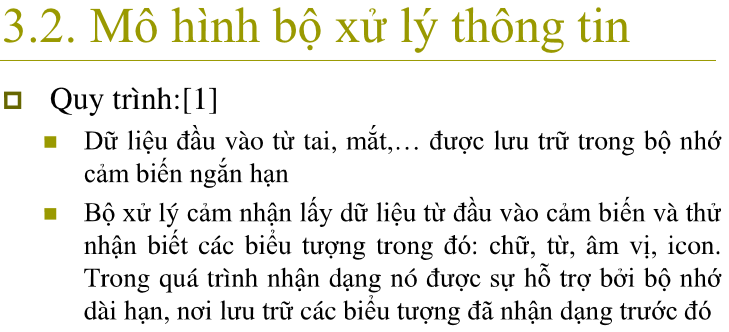 3.2. Mô hình bộ xử lý thông tin
Quy trình:[1]
Dữ liệu đầu vào từ tai, mắt,… được lưu trữ trong bộ nhớ
cảm biến ngắn hạn
Bộ xử lý cảm nhận lấy dữ liệu từ đầu vào cảm biến và thử
nhận biết các biểu tượng trong đó: chữ, từ, âm vị, icon.
Trong quá trình nhận dạng nó được sự hỗ trợ bởi bộ nhớ
dài hạn, nơi lưu trữ các biểu tượng đã nhận dạng trước đó